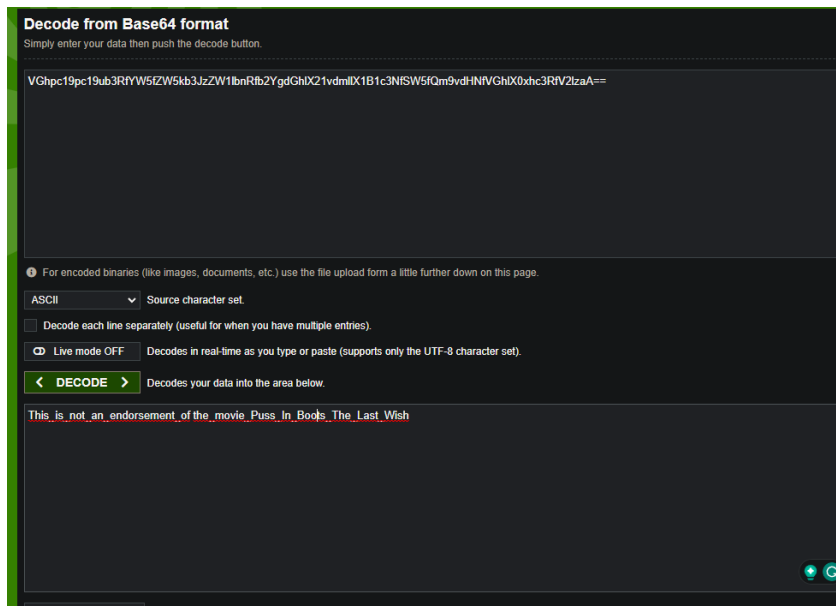 Decode from Base64 format
Simply enter your data then push the decode button.
VGhpc19pc19ub3RfYW5fZW5kb3JzZW1lbnRfb2YgdGhlX21vdmllX1B1c3NfSW5fQm9vdHNfVGhlX0xhc3RfV2lzaA==
For encoded binaries (like images, documents, etc.) use the file upload form a little further down on this page.
ASCII Source character set.
Decode each line separately (useful for when you have multiple entries).
Live mode OFF Decodes in real-time as you type or paste (supports only the UTF-8 character set).
< DECODE > Decodes your data into the area below.
This_is_not_an_endorsement_of the_movie_Puss_In_Boots_The_Last_Wish